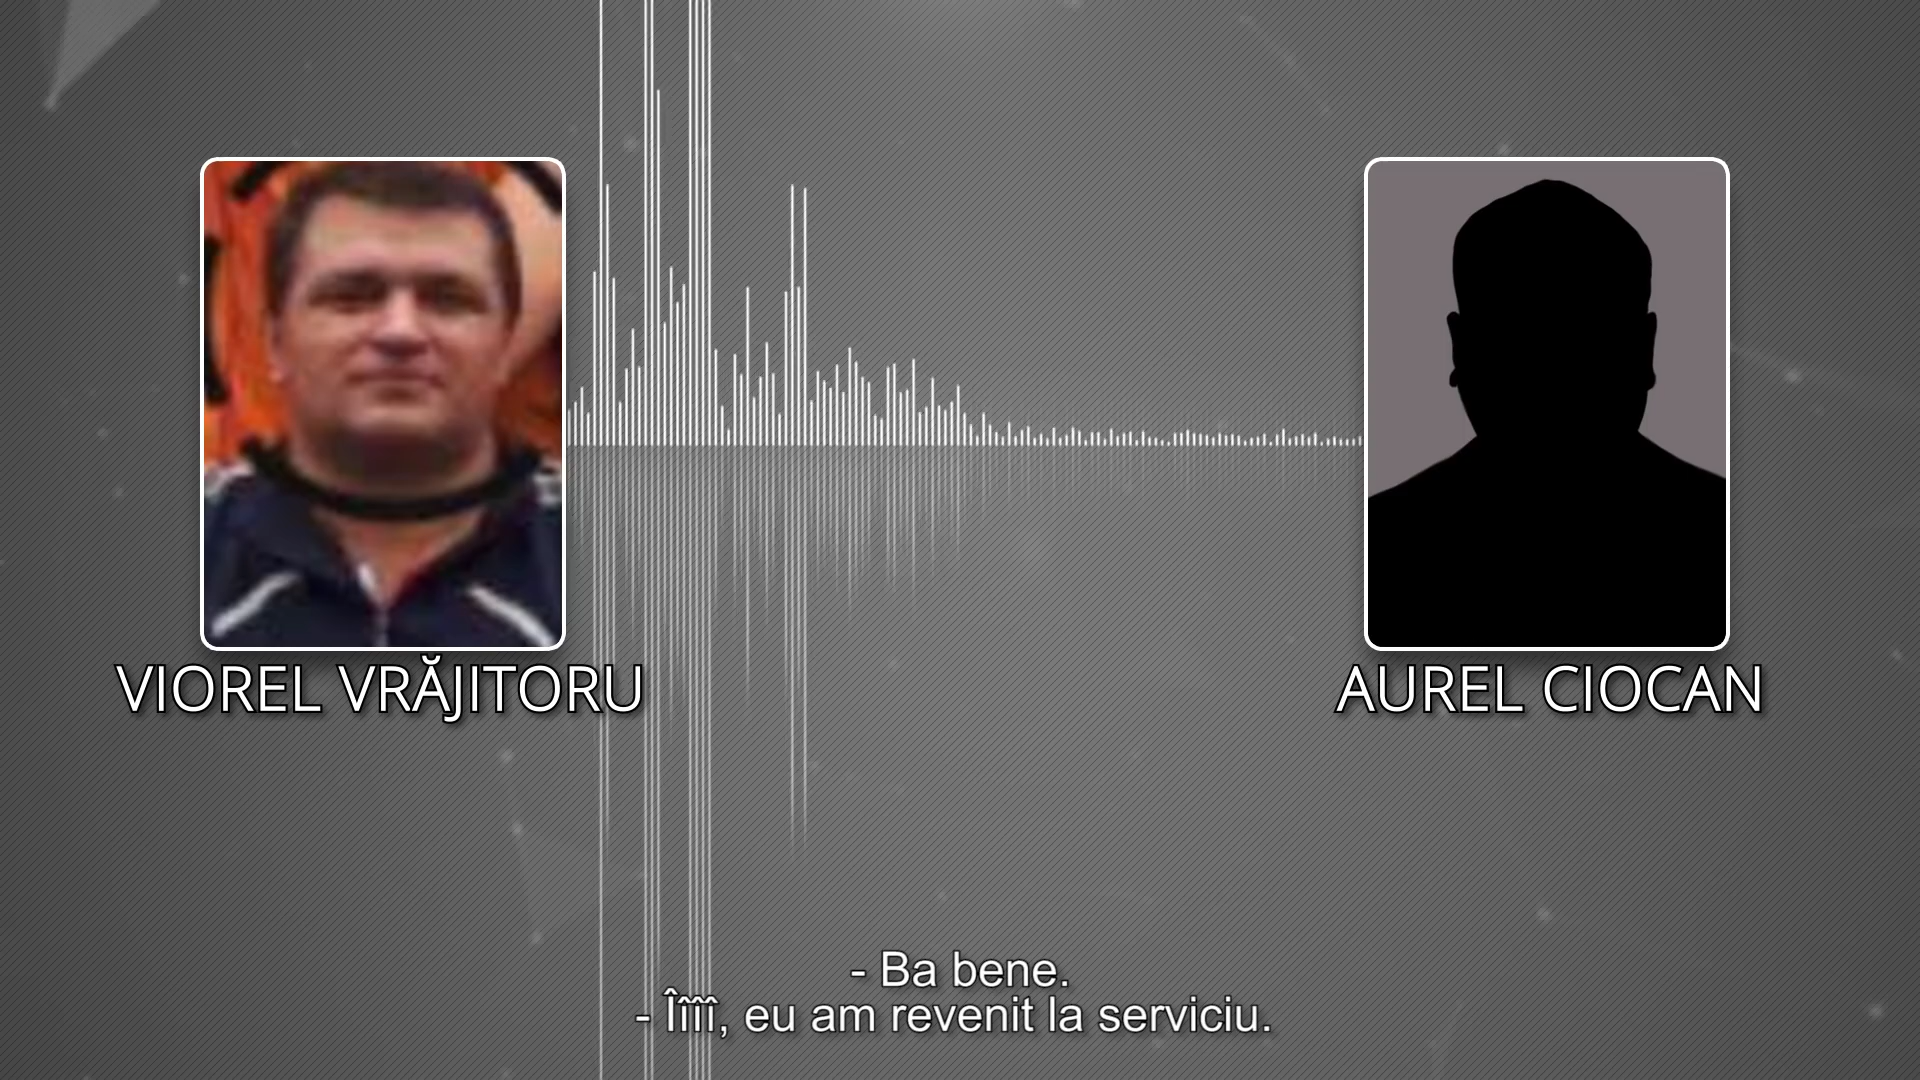 VIOREL VRĂJITORU
AUREL CIOCAN
- Ba bene.
- Îîîî, eu am revenit la serviciu.